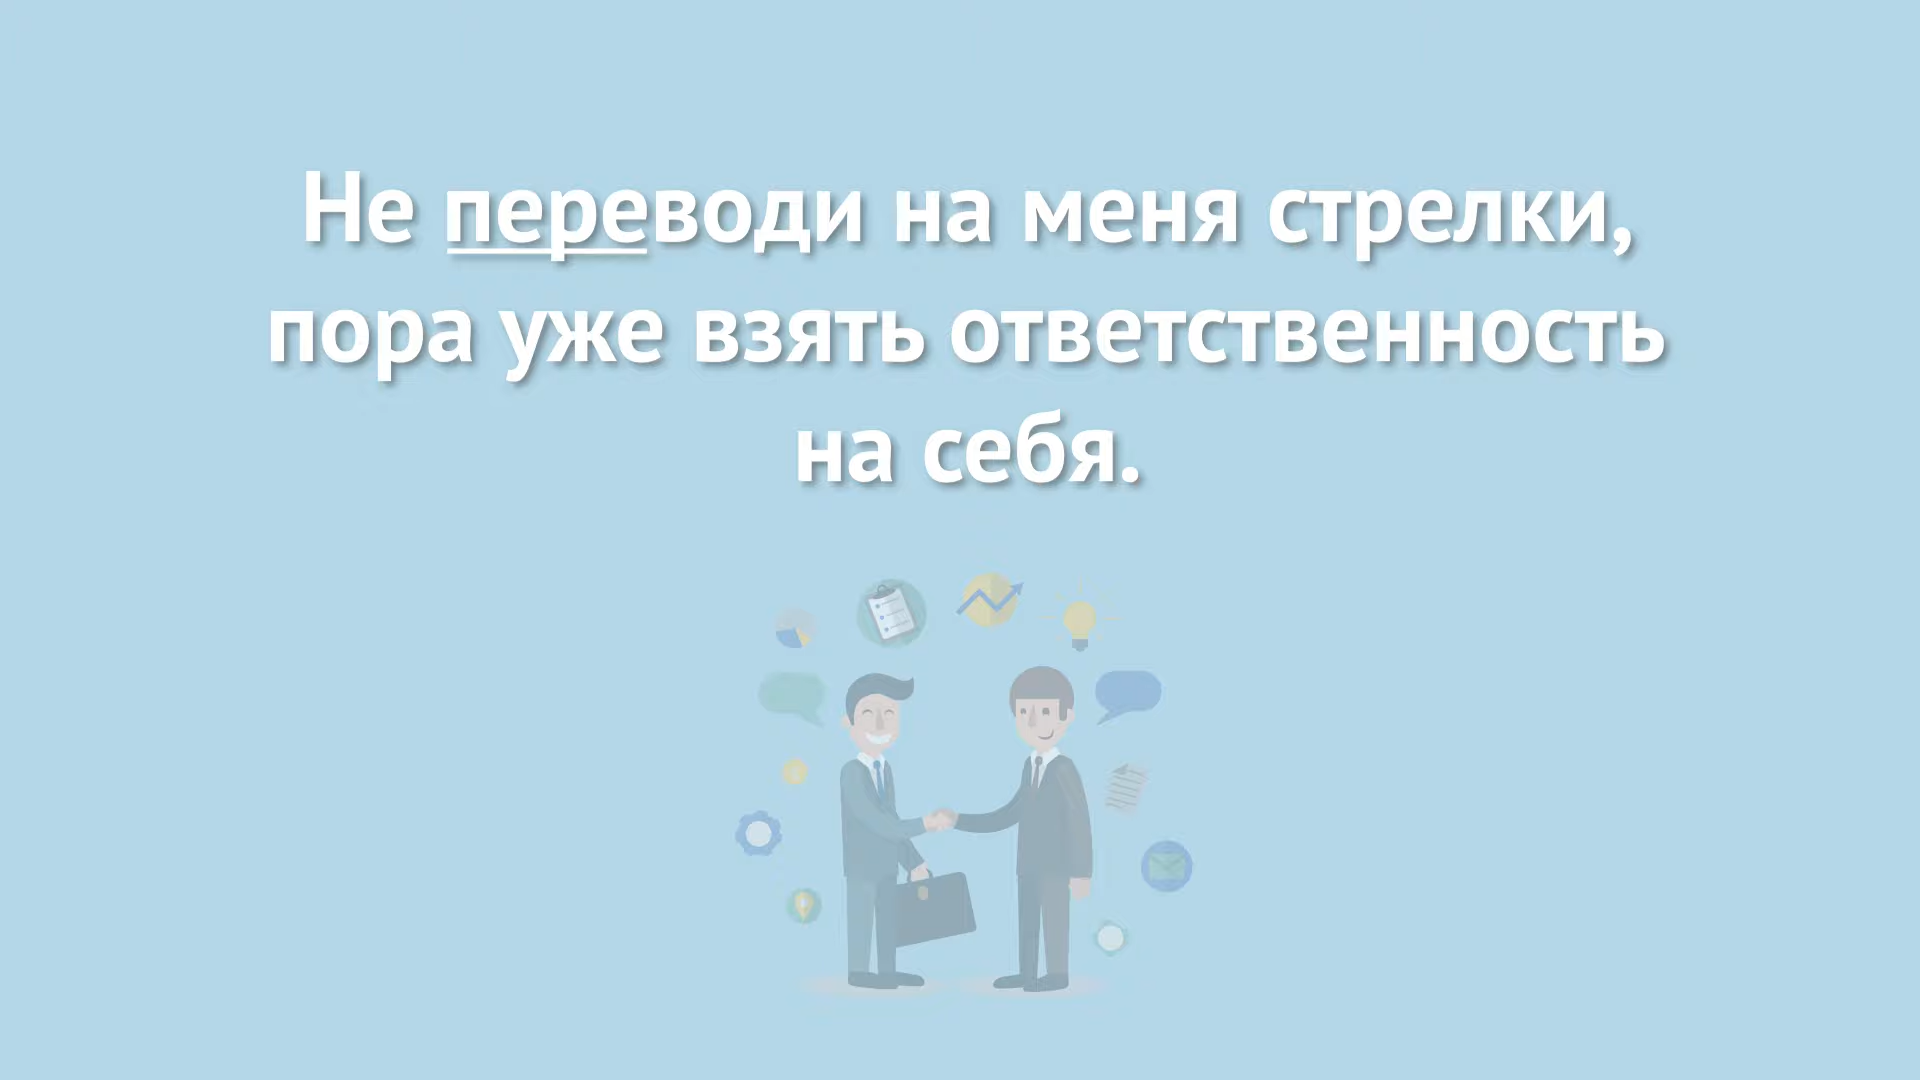 Не переводи на меня стрелки,
пора уже взять ответственность
на себя.